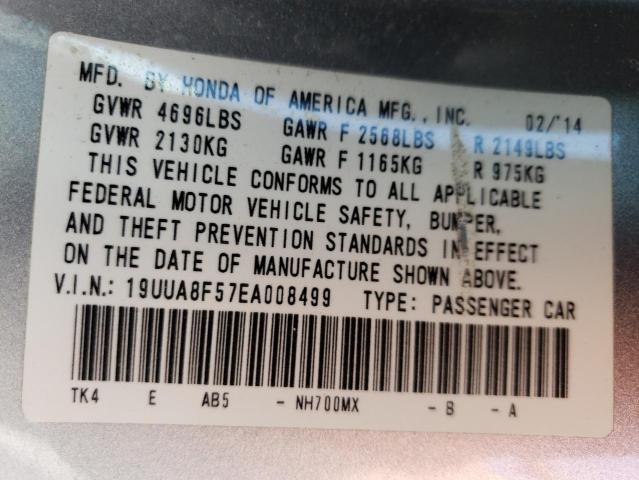 MFD. BY HONDA OF AMERICA MFG., INC. 02/'14
GVWR 4696LBS GAWR F 2568LBS R 2149LBS
GVWR 2130KG GAWR F 1165KG R 975KG
THIS VEHICLE CONFORMS TO ALL APPLICABLE
FEDERAL MOTOR VEHICLE SAFETY, BUMPER,
AND THEFT PREVENTION STANDARDS IN EFFECT
ON THE DATE OF MANUFACTURE SHOWN ABOVE.
V.I.N.: 19UUA8F57EA008499 TYPE: PASSENGER CAR
TK4 E AB5 - NH700MX - B - A